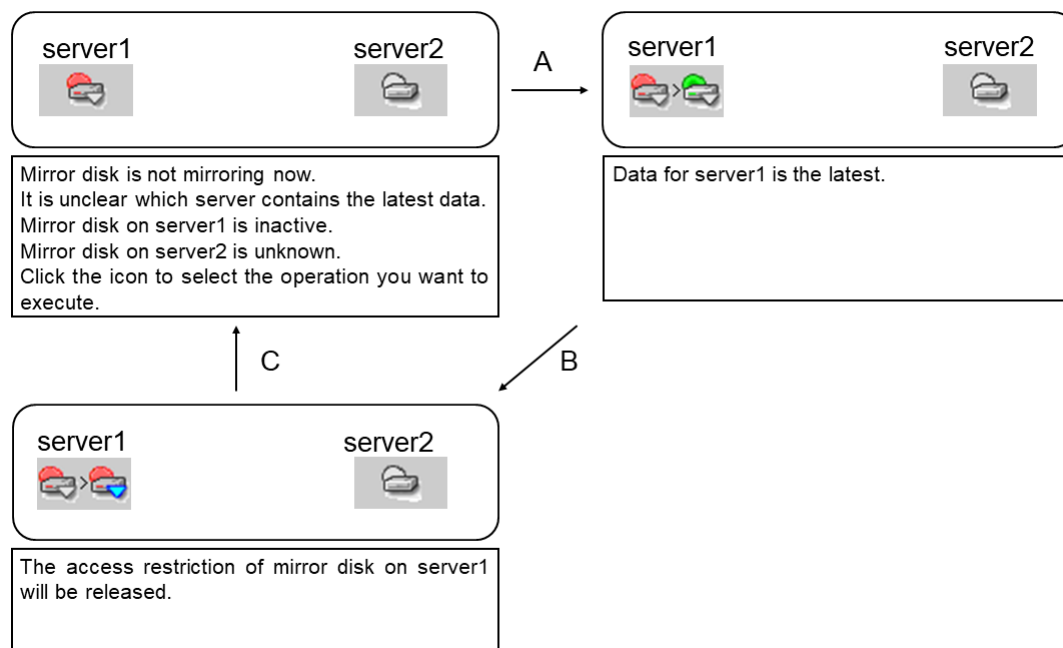 server1
server2
Mirror disk is not mirroring now.
It is unclear which server contains the latest data.
Mirror disk on server1 is inactive.
Mirror disk on server2 is unknown.
Click the icon to select the operation you want to
execute.
A
server1
>
server2
Data for server1 is the latest.
B
C
server1
>
server2
The access restriction of mirror disk on server1
will be released.